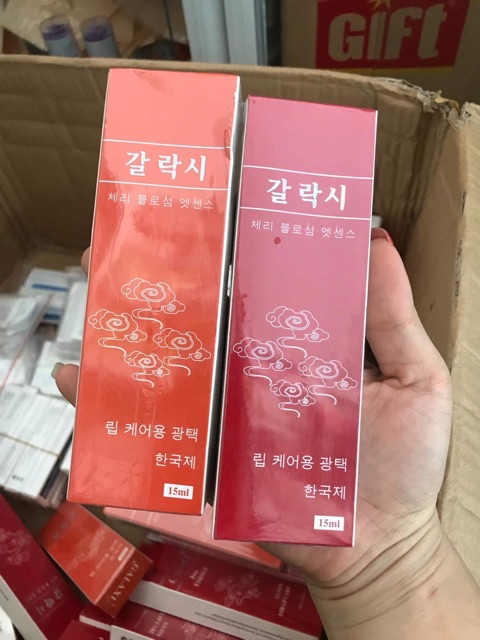 GiFt
갈락시
체리 블로섬 엣센스
립 케어용 광택
한국제
15ml
갈락시
체리 블로섬 엣센스
립 케어용 광택
한국제
15ml